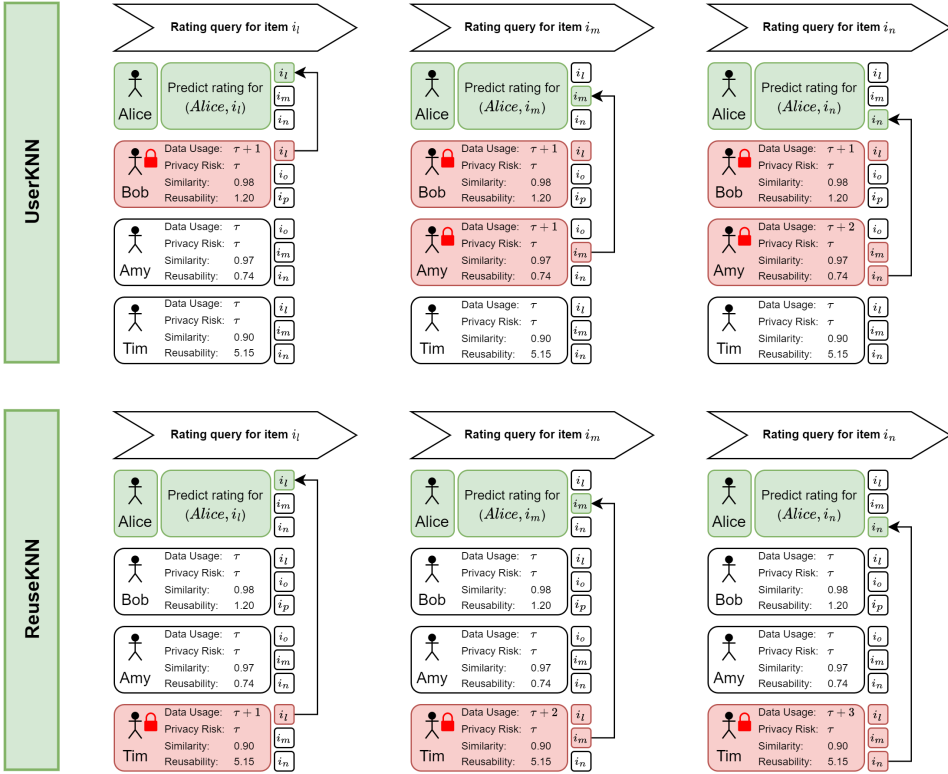 UserKNN
Rating query for item i_l
Alice
Predict rating for
(Alice, i_l)
i_l
i_m
i_n
Bob
Data Usage: τ + 1
Privacy Risk: τ
Similarity: 0.98
Reusability: 1.20
i_l
i_o
i_p
Amy
Data Usage: τ
Privacy Risk: τ
Similarity: 0.97
Reusability: 0.74
i_o
i_m
i_n
Tim
Data Usage: τ
Privacy Risk: τ
Similarity: 0.90
Reusability: 5.15
i_l
i_m
i_n
Rating query for item i_m
Alice
Predict rating for
(Alice, i_m)
i_l
i_m
i_n
Bob
Data Usage: τ + 1
Privacy Risk: τ
Similarity: 0.98
Reusability: 1.20
i_l
i_o
i_p
Amy
Data Usage: τ + 1
Privacy Risk: τ
Similarity: 0.97
Reusability: 0.74
i_o
i_m
i_n
Tim
Data Usage: τ
Privacy Risk: τ
Similarity: 0.90
Reusability: 5.15
i_l
i_m
i_n
Rating query for item i_n
Alice
Predict rating for
(Alice, i_n)
i_l
i_m
i_n
Bob
Data Usage: τ + 1
Privacy Risk: τ
Similarity: 0.98
Reusability: 1.20
i_l
i_o
i_p
Amy
Data Usage: τ + 2
Privacy Risk: τ
Similarity: 0.97
Reusability: 0.74
i_o
i_m
i_n
Tim
Data Usage: τ
Privacy Risk: τ
Similarity: 0.90
Reusability: 5.15
i_l
i_m
i_n
ReuseKNN
Rating query for item i_l
Alice
Predict rating for
(Alice, i_l)
i_l
i_m
i_n
Bob
Data Usage: τ
Privacy Risk: τ
Similarity: 0.98
Reusability: 1.20
i_l
i_o
i_p
Amy
Data Usage: τ
Privacy Risk: τ
Similarity: 0.97
Reusability: 0.74
i_o
i_m
i_n
Tim
Data Usage: τ + 1
Privacy Risk: τ
Similarity: 0.90
Reusability: 5.15
i_l
i_m
i_n
Rating query for item i_m
Alice
Predict rating for
(Alice, i_m)
i_l
i_m
i_n
Bob
Data Usage: τ
Privacy Risk: τ
Similarity: 0.98
Reusability: 1.20
i_l
i_o
i_p
Amy
Data Usage: τ
Privacy Risk: τ
Similarity: 0.97
Reusability: 0.74
i_o
i_m
i_n
Tim
Data Usage: τ + 2
Privacy Risk: τ
Similarity: 0.90
Reusability: 5.15
i_l
i_m
i_n
Rating query for item i_n
Alice
Predict rating for
(Alice, i_n)
i_l
i_m
i_n
Bob
Data Usage: τ
Privacy Risk: τ
Similarity: 0.98
Reusability: 1.20
i_l
i_o
i_p
Amy
Data Usage: τ
Privacy Risk: τ
Similarity: 0.97
Reusability: 0.74
i_o
i_m
i_n
Tim
Data Usage: τ + 3
Privacy Risk: τ
Similarity: 0.90
Reusability: 5.15
i_l
i_m
i_n